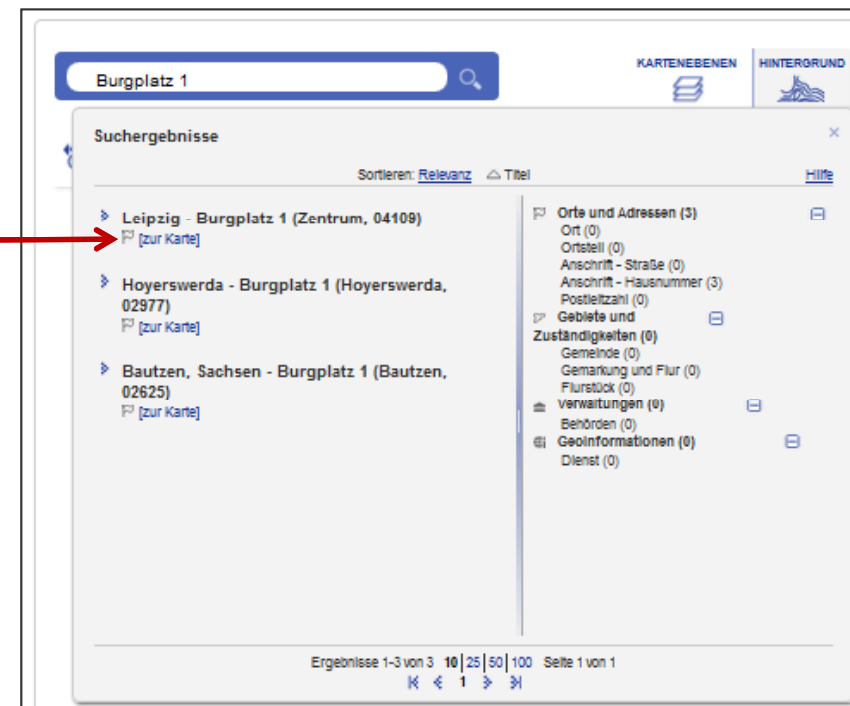 Burgplatz 1
KARTENEBENEN
HINTERGRUND
Suchergebnisse
Sortieren: Relevanz Titel
Hilfe
Leipzig - Burgplatz 1 (Zentrum, 04109)
[zur Karte]
Hoyerswerda - Burgplatz 1 (Hoyerswerda,
02977)
[zur Karte]
Bautzen, Sachsen - Burgplatz 1 (Bautzen,
02625)
[zur Karte]
Orte und Adressen (3)
Ort (0)
Ortsteil (0)
Anschrift - Straße (0)
Anschrift - Hausnummer (3)
Postleitzahl (0)
Gebiete und
Zuständigkeiten (0)
Gemeinde (0)
Gemarkung und Flur (0)
Flurstück (0)
Verwaltungen (0)
Behörden (0)
Geoinformationen (0)
Dienst (0)
Ergebnisse 1-3 von 3 10|25|50|100 Seite 1 von 1
1